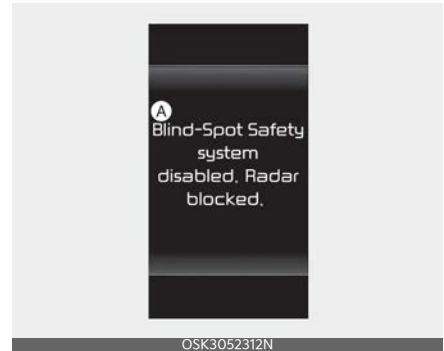 A
Blind-Spot Safety
system
disabled. Radar
blocked.
OSK3052312N